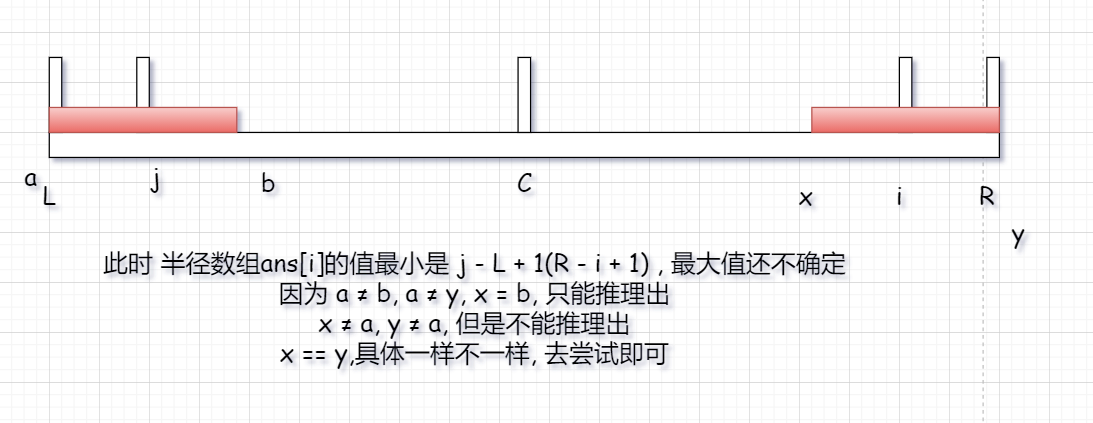 a
L
j
b
C
x
i
R
y
此时 半径数组ans[i]的值最小是 j - L + 1(R - i + 1) , 最大值还不确定
因为 a ≠ b, a ≠ y, x = b, 只能推理出
x ≠ a, y ≠ a, 但是不能推理出
x == y,具体一样不一样, 去尝试即可